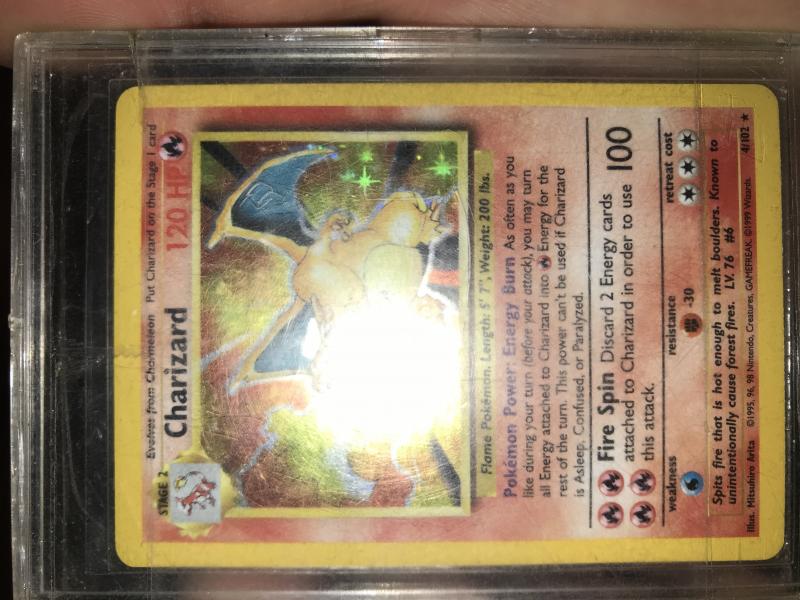 Evolves from Charmeleon Put Charizard on the Stage 1 card
STAGE 2
Charizard 120 HP
Flame Pokémon. Length: 5' 7", Weight: 200 lbs.
Pokémon Power: Energy Burn As often as you
like during your turn (before your attack), you may turn
all Energy attached to Charizard into Energy for the
rest of the turn. This power can't be used if Charizard
is Asleep, Confused, or Paralyzed.
Fire Spin Discard 2 Energy cards
attached to Charizard in order to use
this attack.
100
weakness resistance retreat cost
-30
Spits fire that is hot enough to melt boulders. Known to
unintentionally cause forest fires. LV. 76 #6
Illus. Mitsuhiro Arita ©1995, 96, 98 Nintendo, Creatures, GAMEFREAK. ©1999 Wizards. 4/102 ★